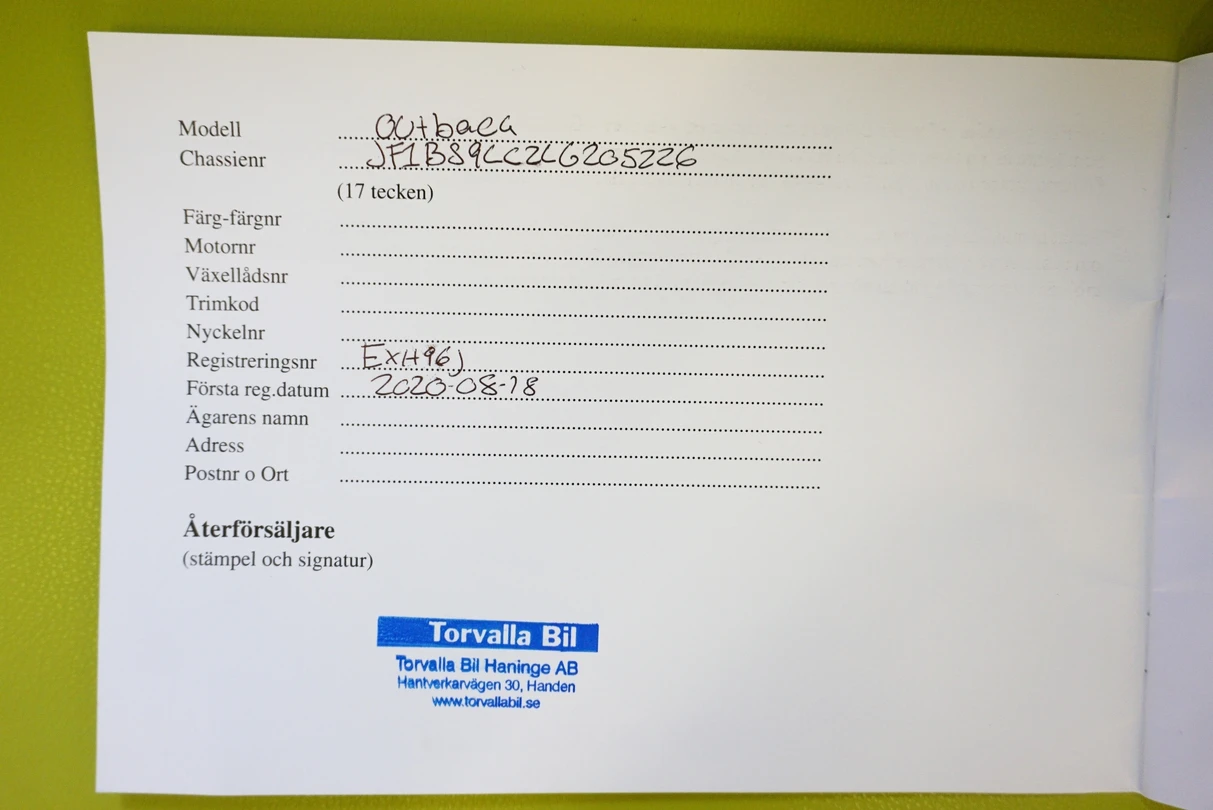 Modell Outback
Chassienr JF1BS9LC2LG205226
(17 tecken)
Färg-färgnr
Motornr
Växellådsnr
Trimkod
Nyckelnr
Registreringsnr EXH96J
Första reg.datum 2020-08-18
Ägarens namn
Adress
Postnr o Ort
Återförsäljare
(stämpel och signatur)
Torvalla Bil
Torvalla Bil Haninge AB
Hantverkarvägen 30, Handen
www.torvallabil.se